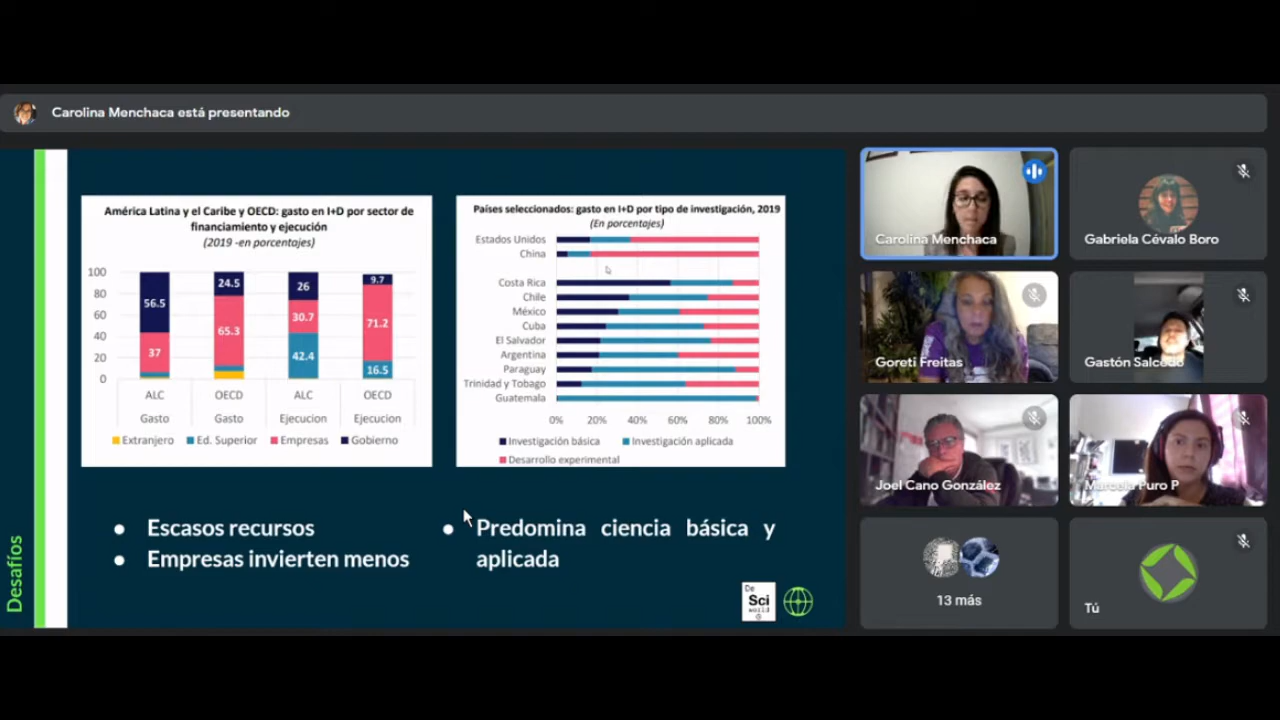 Carolina Menchaca está presentando
América Latina y el Caribe y OECD: gasto en I+D por sector de
financiamiento y ejecución
(2019 -en porcentajes)
100
80
60
40
20
0
56.5
37
24.5
65.3
26
30.7
42.4
9.7
71.2
16.5
ALC OECD ALC OECD
Gasto Gasto Ejecucion Ejecucion
Extranjero Ed. Superior Empresas Gobierno
Países seleccionados: gasto en I+D por tipo de investigación, 2019
(En porcentajes)
Estados Unidos
China
Costa Rica
Chile
México
Cuba
El Salvador
Argentina
Paraguay
Trinidad y Tobago
Guatemala
0% 20% 40% 60% 80% 100%
Investigación básica Investigación aplicada
Desarrollo experimental
Desafíos
● Escasos recursos
● Empresas invierten menos
● Predomina ciencia básica y
aplicada
De
Sci
world
Carolina Menchaca
Gabriela Cévalo Boro
Goreti Freitas
Gastón Salcedo
Joel Cano González
Marcela Puro P
13 más
Tú